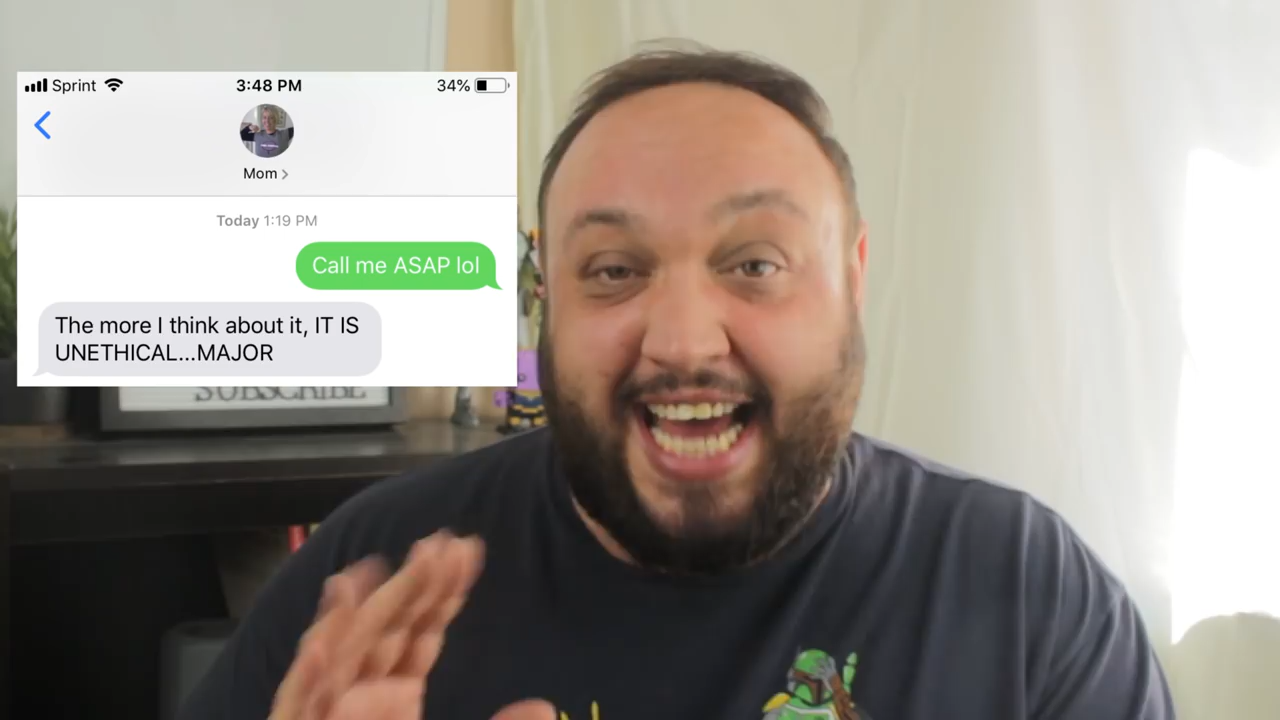 Sprint 3:48 PM 34%
Mom
Today 1:19 PM
Call me ASAP lol
The more I think about it, IT IS
UNETHICAL...MAJOR
SUBSCRIBE